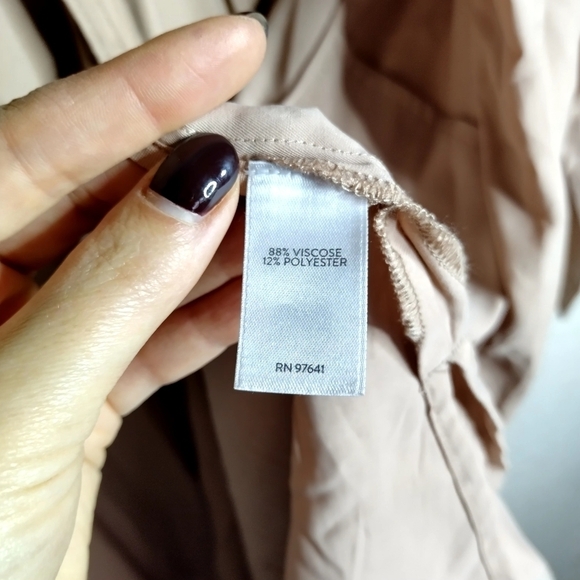 88% VISCOSE
12% POLYESTER
RN 97641